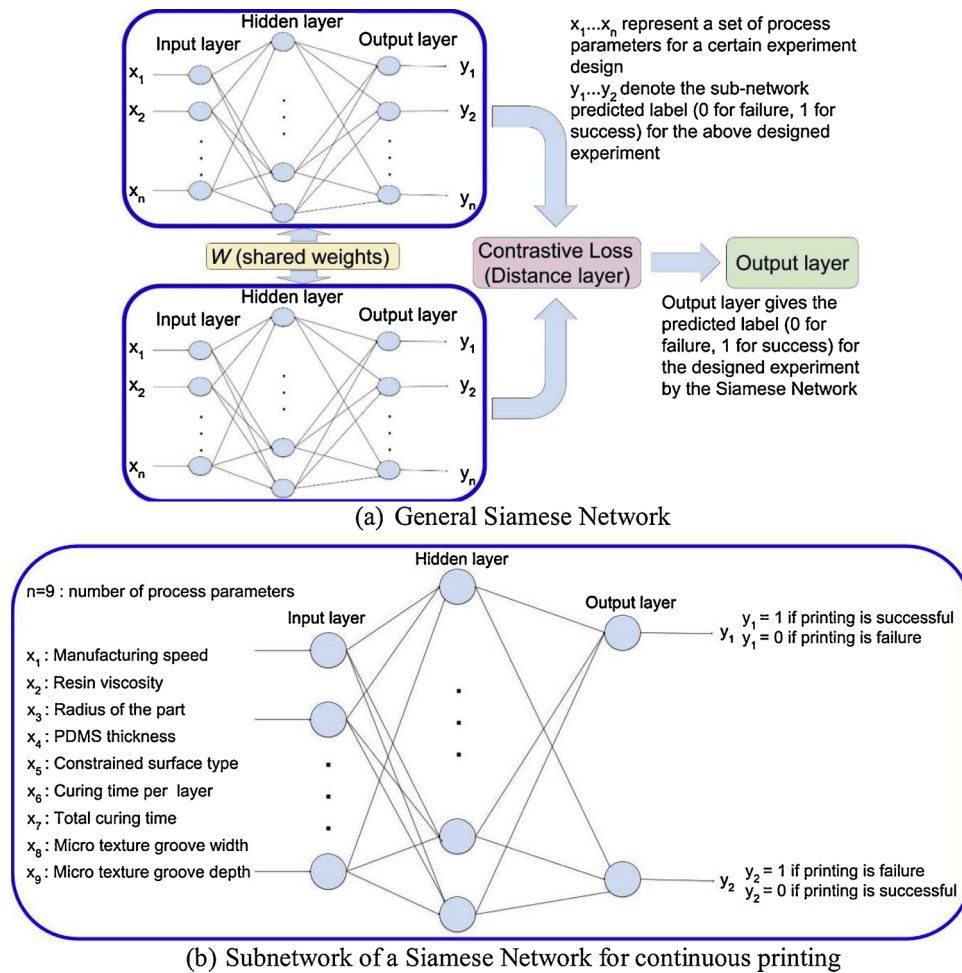 Hidden layer
Input layer
Output layer
x1
x2
xn
y1
y2
yn
x1...xn represent a set of process
parameters for a certain experiment
design
y1...y2 denote the sub-network
predicted label (0 for failure, 1 for
success) for the above designed
experiment
W (shared weights)
Contrastive Loss
(Distance layer)
Output layer
Output layer gives the
predicted label (0 for
failure, 1 for success) for
the designed experiment
by the Siamese Network
Hidden layer
Input layer
Output layer
x1
x2
xn
y1
y2
yn
(a) General Siamese Network
Hidden layer
n=9 : number of process parameters
Input layer
Output layer
x1 : Manufacturing speed
x2 : Resin viscosity
x3 : Radius of the part
x4 : PDMS thickness
x5 : Constrained surface type
x6 : Curing time per layer
x7 : Total curing time
x8 : Micro texture groove width
x9 : Micro texture groove depth
y1
y1 = 1 if printing is successful
y1 = 0 if printing is failure
y2
y2 = 1 if printing is failure
y2 = 0 if printing is successful
(b) Subnetwork of a Siamese Network for continuous printing